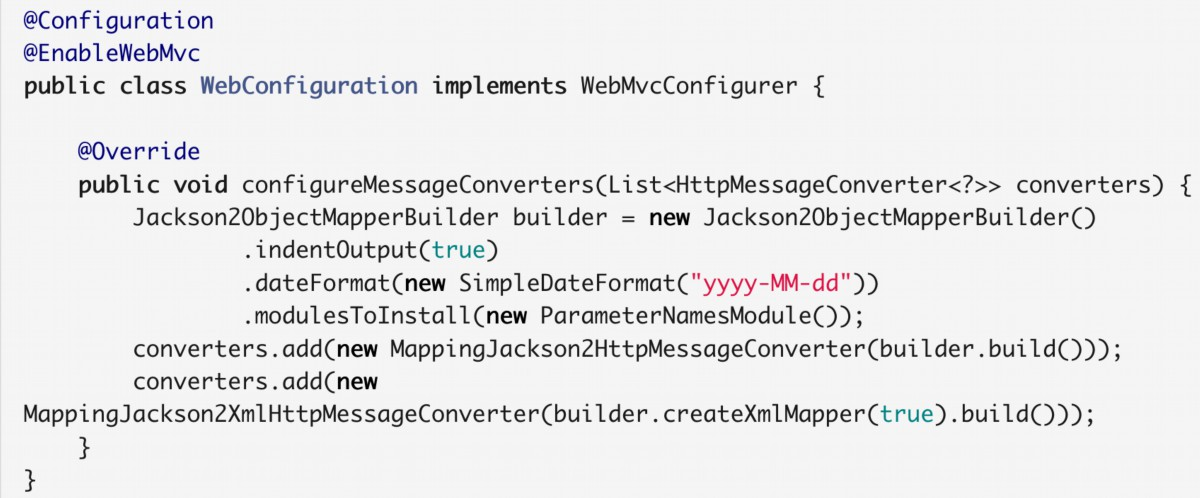 @Configuration
@EnableWebMvc
public class WebConfiguration implements WebMvcConfigurer {
@Override
public void configureMessageConverters(List<HttpMessageConverter<?>> converters) {
Jackson2ObjectMapperBuilder builder = new Jackson2ObjectMapperBuilder()
.indentOutput(true)
.dateFormat(new SimpleDateFormat("yyyy-MM-dd"))
.modulesToInstall(new ParameterNamesModule());
converters.add(new MappingJackson2HttpMessageConverter(builder.build()));
converters.add(new
MappingJackson2XmlHttpMessageConverter(builder.createXmlMapper(true).build()));
}
}